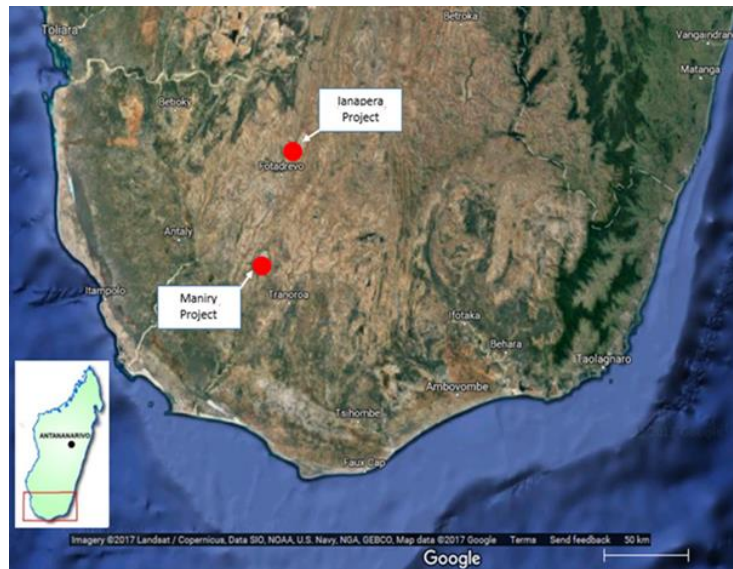 Betroka
Toliara
Vangaindran
Matanga
Betioky
Ianapera
Project
Fotadrevo
Antaly
Itampolo
Maniry
Project
Tranoroa
Ifotaka
Behara
Taolagnaro
Ambovombe
Tsihombe
Faux Cap
ANTANANARIVO
Imagery ©2017 Landsat / Copernicus, Data SIO, NOAA, U.S. Navy, NGA, GEBCO, Map data ©2017 Google Terms Send feedback 50 km
Google